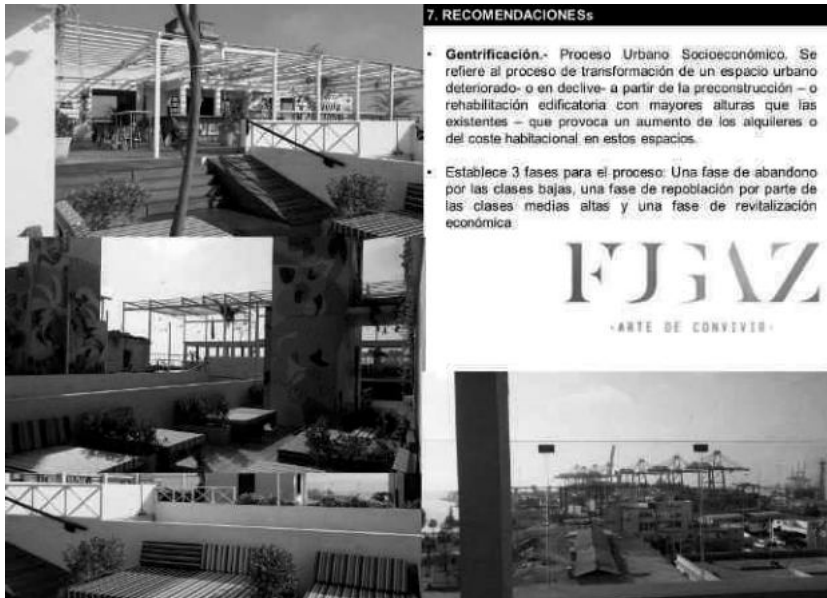 7. RECOMENDACIONESs
• Gentrificación.- Proceso Urbano Socioeconómico. Se
refiere al proceso de transformación de un espacio urbano
deteriorado- o en declive- a partir de la preconstrucción – o
rehabilitación edificatoria con mayores alturas que las
existentes – que provoca un aumento de los alquileres o
del coste habitacional en estos espacios.
• Establece 3 fases para el proceso: Una fase de abandono
por las clases bajas, una fase de repoblación por parte de
las clases medias altas y una fase de revitalización
económica
FUGAZ
-ARTE DE CONVIVIR-